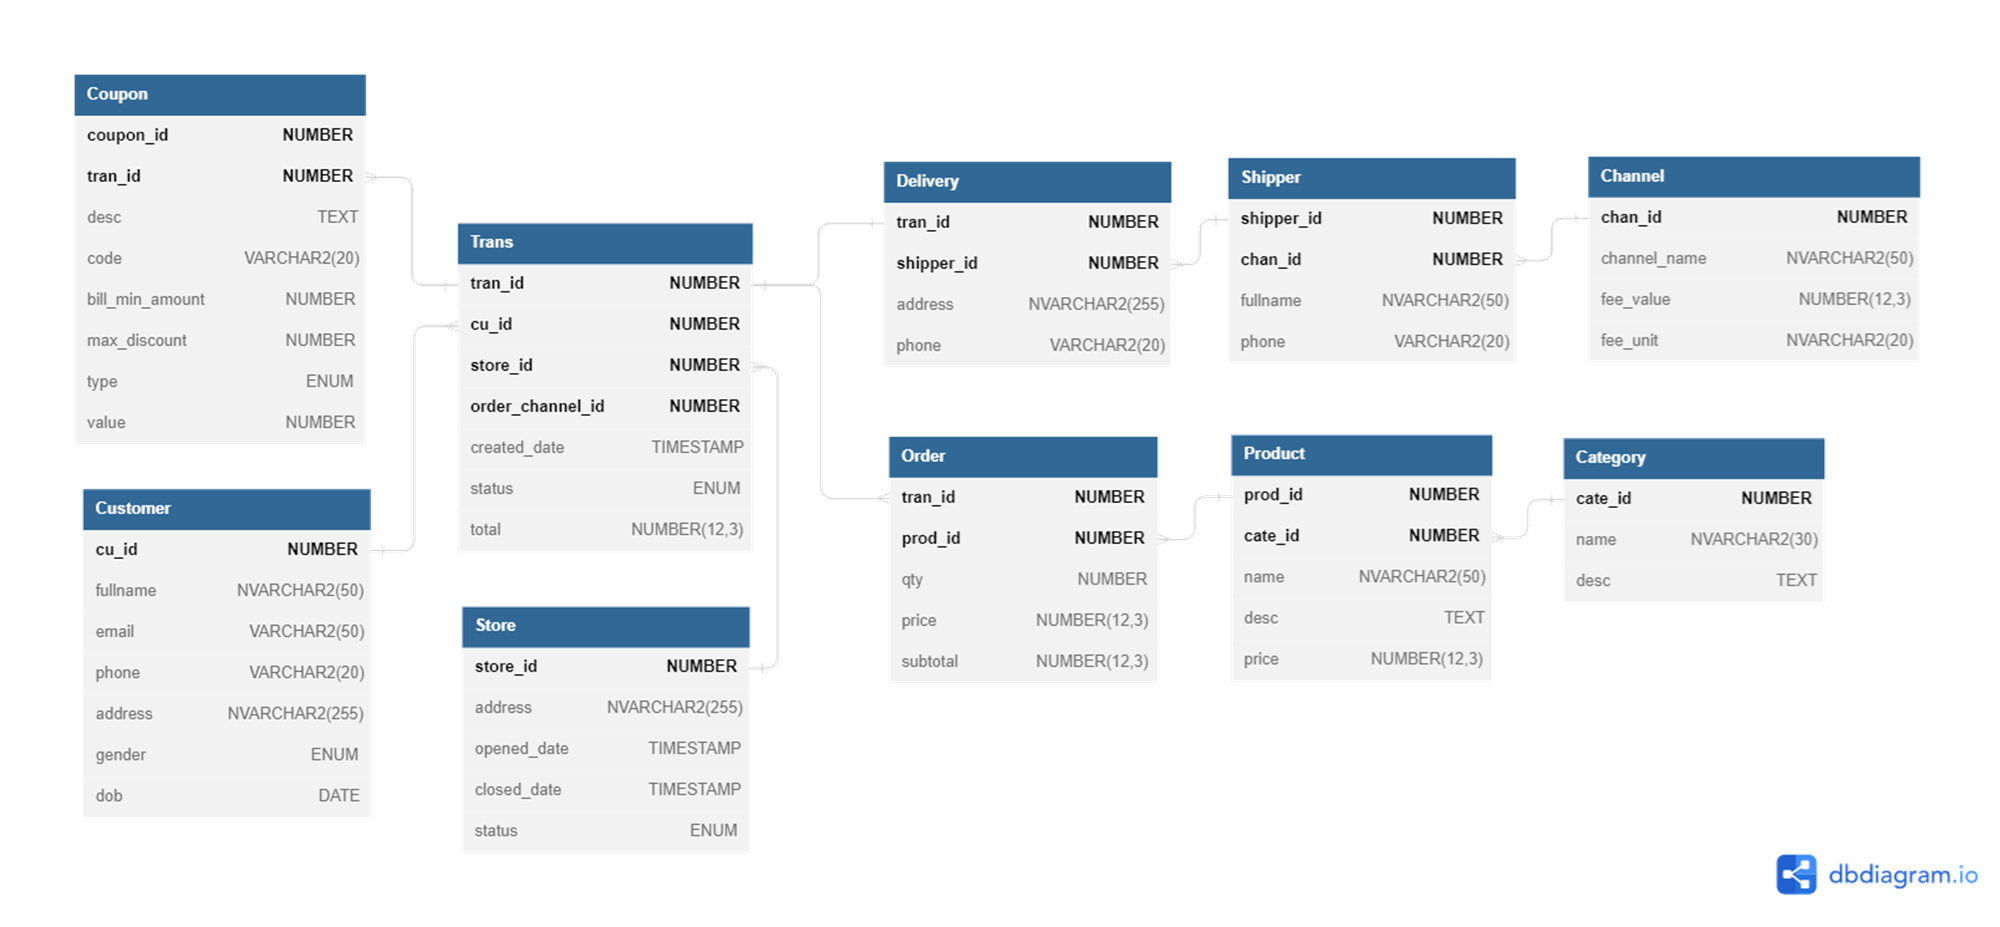 Coupon
coupon_id NUMBER
tran_id NUMBER
desc TEXT
code VARCHAR2(20)
bill_min_amount NUMBER
max_discount NUMBER
type ENUM
value NUMBER
Customer
cu_id NUMBER
fullname NVARCHAR2(50)
email VARCHAR2(50)
phone VARCHAR2(20)
address NVARCHAR2(255)
gender ENUM
dob DATE
Trans
tran_id NUMBER
cu_id NUMBER
store_id NUMBER
order_channel_id NUMBER
created_date TIMESTAMP
status ENUM
total NUMBER(12,3)
Store
store_id NUMBER
address NVARCHAR2(255)
opened_date TIMESTAMP
closed_date TIMESTAMP
status ENUM
Delivery
tran_id NUMBER
shipper_id NUMBER
address NVARCHAR2(255)
phone VARCHAR2(20)
Order
tran_id NUMBER
prod_id NUMBER
qty NUMBER
price NUMBER(12,3)
subtotal NUMBER(12,3)
Shipper
shipper_id NUMBER
chan_id NUMBER
fullname NVARCHAR2(50)
phone VARCHAR2(20)
Product
prod_id NUMBER
cate_id NUMBER
name NVARCHAR2(50)
desc TEXT
price NUMBER(12,3)
Channel
chan_id NUMBER
channel_name NVARCHAR2(50)
fee_value NUMBER(12,3)
fee_unit NVARCHAR2(20)
Category
cate_id NUMBER
name NVARCHAR2(30)
desc TEXT
dbdiagram.io